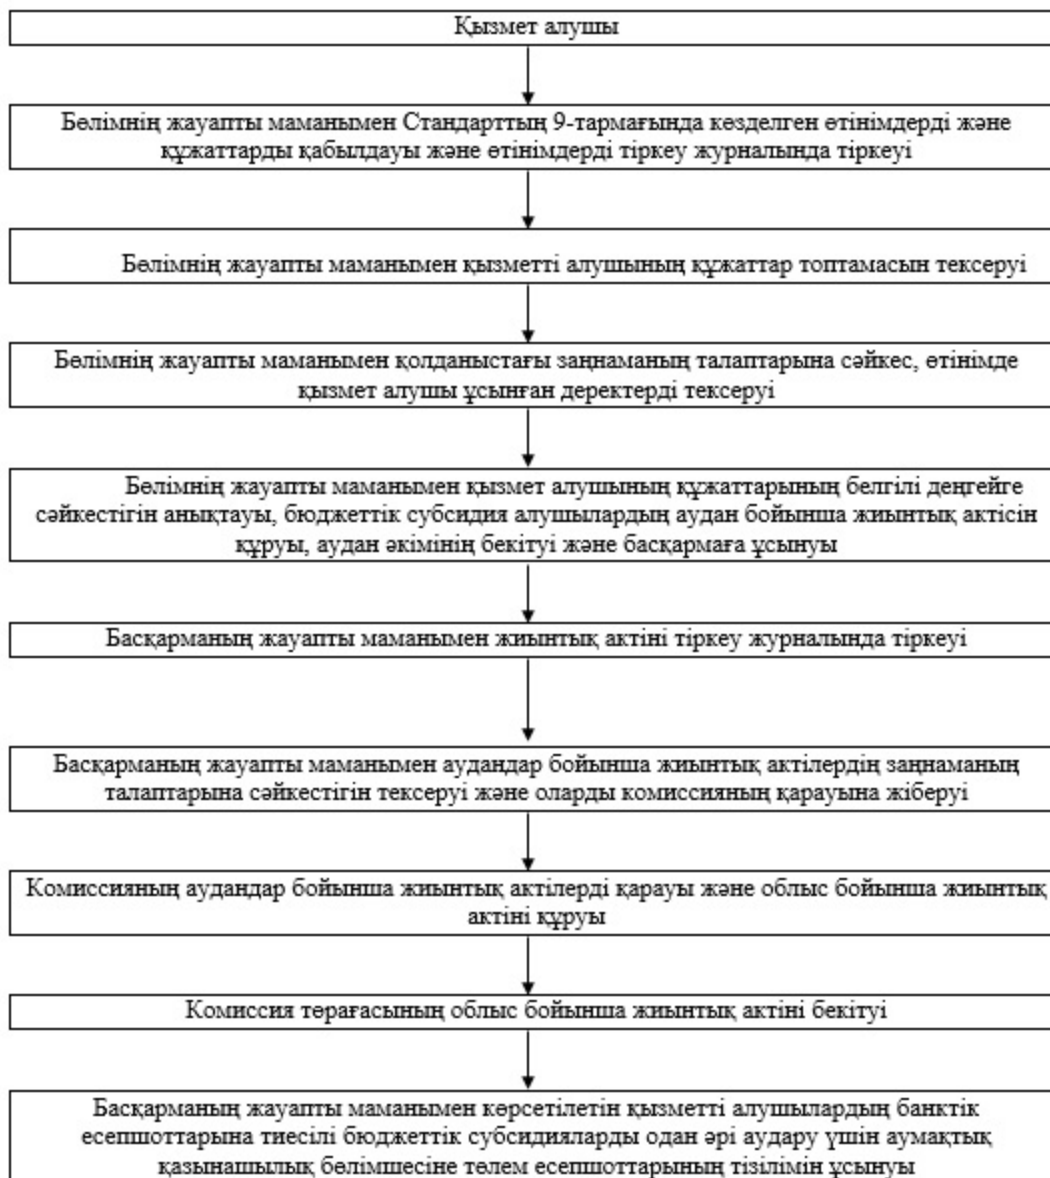 Қызмет алушы
Бөлімнің жауапты маманымен Стандарттың 9-тармағында көзделген өтінімдерді және
құжаттарды қабылдауы және өтінімдерді тіркеу журналында тіркеуі
Бөлімнің жауапты маманымен қызметті алушының құжаттар топтамасын тексеруі
Бөлімнің жауапты маманымен қолданыстағы заңнаманың талаптарына сәйкес, өтінімде
қызмет алушы ұсынған деректерді тексеруі
Бөлімнің жауапты маманымен қызмет алушының құжаттарының белгілі деңгейге
сәйкестігін анықтауы, бюджеттік субсидия алушылардың аудан бойынша жиынтық актісін
құруы, аудан әкімінің бекітуі және басқармаға ұсынуы
Басқарманың жауапты маманымен жиынтық актіні тіркеу журналында тіркеуі
Басқарманың жауапты маманымен аудандар бойынша жиынтық актілердің заңнаманың
талаптарына сәйкестігін тексеруі және оларды комиссияның қарауына жіберуі
Комиссияның аудандар бойынша жиынтық актілерді қарауы және облыс бойынша жиынтық
актіні құруы
Комиссия төрағасының облыс бойынша жиынтық актіні бекітуі
Басқарманың жауапты маманымен көрсетілетін қызметті алушылардың банктік
есепшоттарына тиесілі бюджеттік субсидияларды одан әрі аудару үшін аумақтық
қазынашылық бөлімшесіне төлем есепшоттарының тізілімін ұсынуы